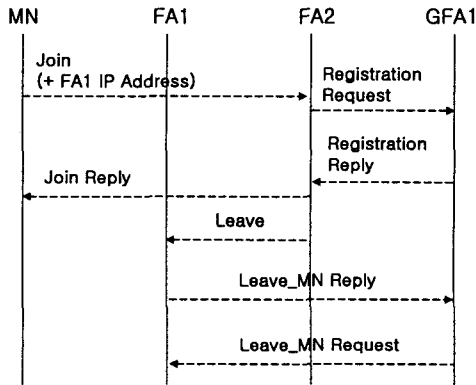 MN FA1 FA2 GFA1
Join
(+ FA1 IP Address)
Registration
Request
Registration
Reply
Join Reply
Leave
Leave_MN Reply
Leave_MN Request